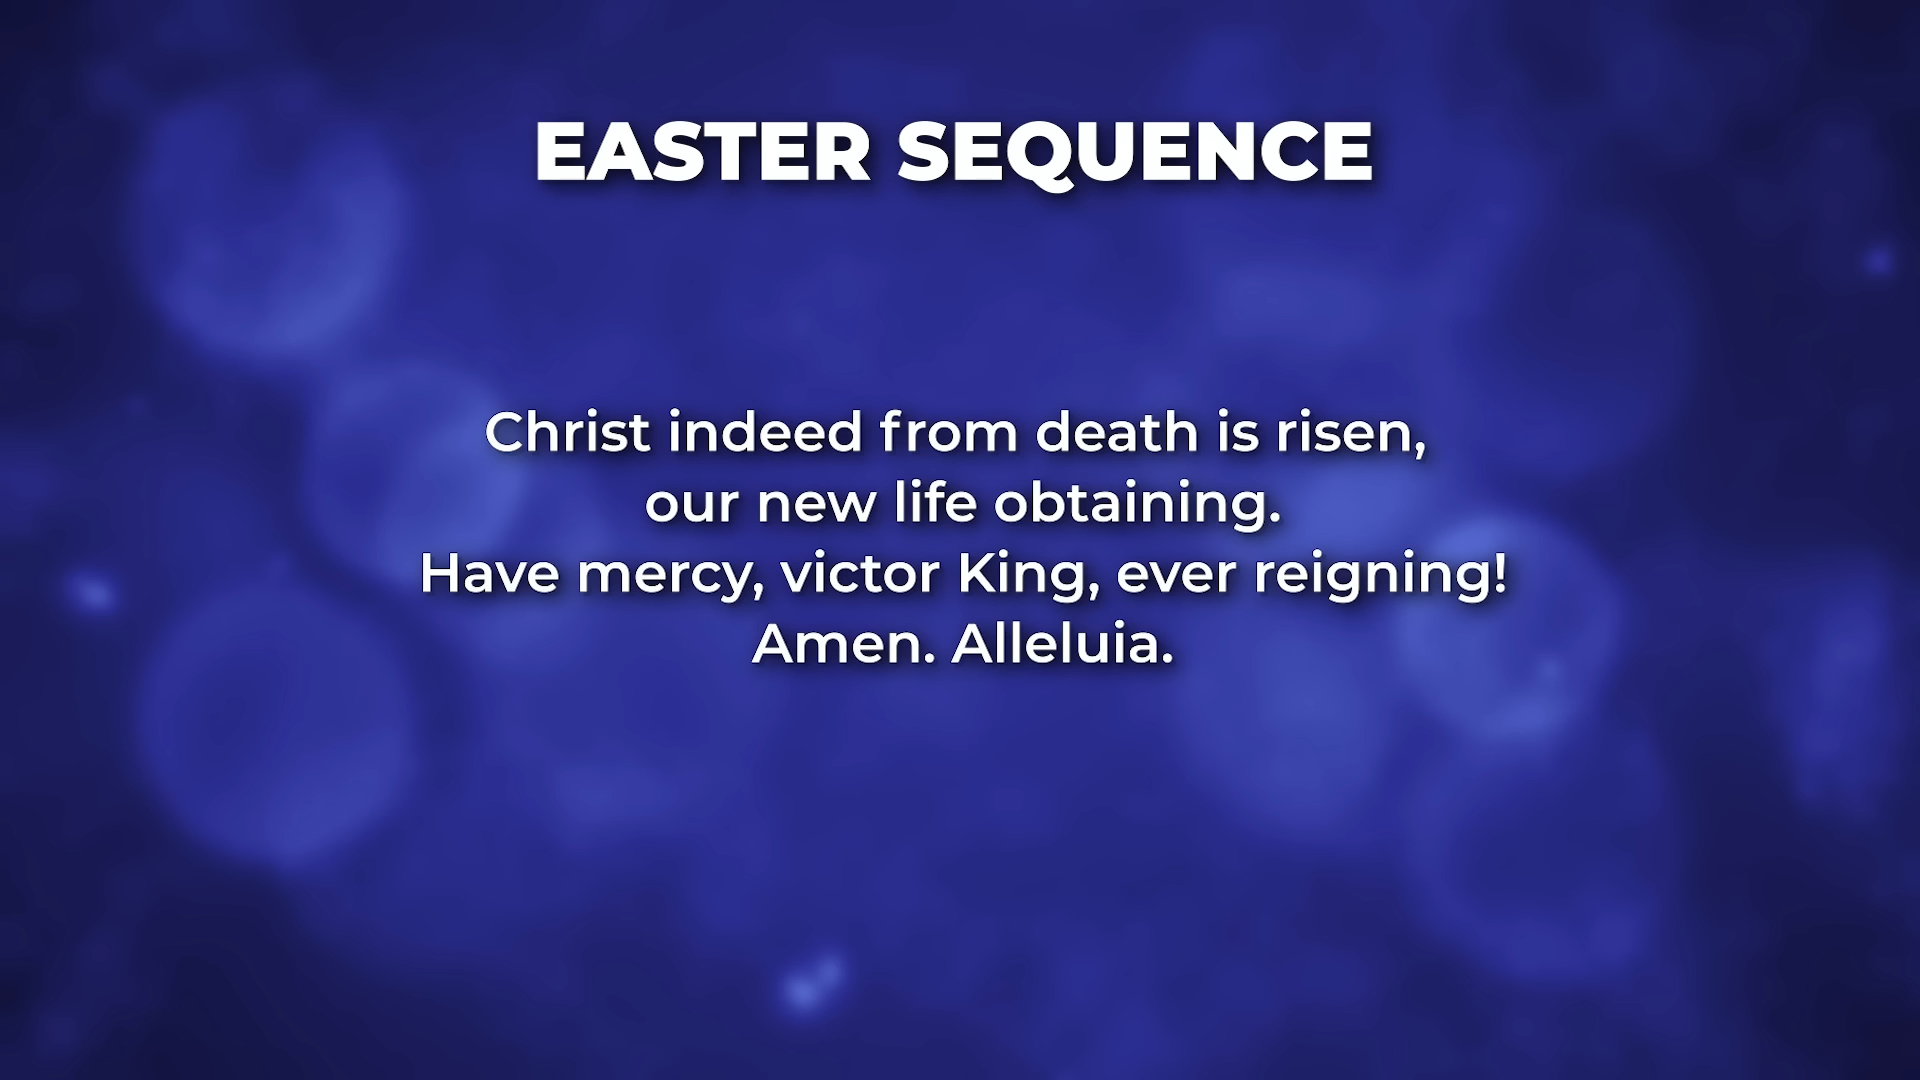 EASTER SEQUENCE
Christ indeed from death is risen,
our new life obtaining.
Have mercy, victor King, ever reigning!
Amen. Alleluia.